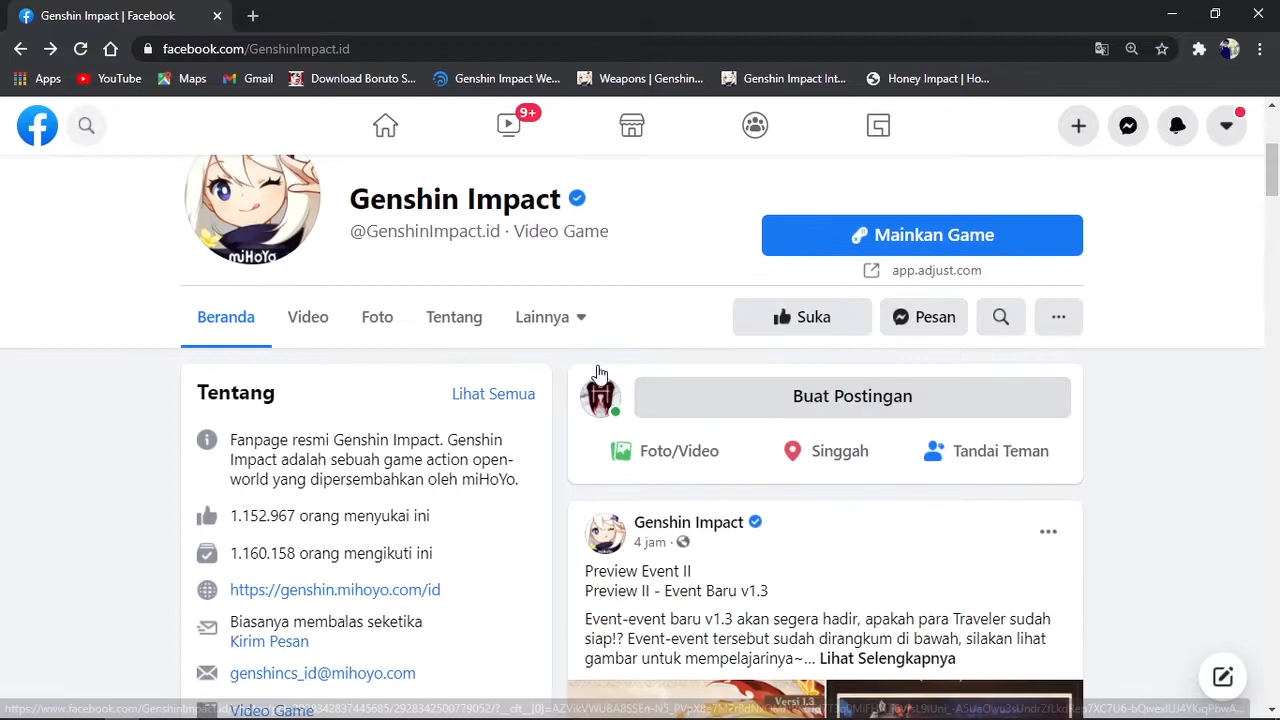 Genshin Impact | Facebook
facebook.com/GenshinImpact.id
Apps YouTube Maps Gmail Download Boruto S... Genshin Impact We... Weapons | Genshin... Genshin Impact Int... Honey Impact | Ho...
9+
miHoYo
Genshin Impact
@GenshinImpact.id · Video Game
Mainkan Game
app.adjust.com
Beranda Video Foto Tentang Lainnya
Suka Pesan
Tentang
Lihat Semua
Fanpage resmi Genshin Impact. Genshin
Impact adalah sebuah game action open-
world yang dipersembahkan oleh miHoYo.
1.152.967 orang menyukai ini
1.160.158 orang mengikuti ini
https://genshin.mihoyo.com/id
Biasanya membalas seketika
Kirim Pesan
genshincs_id@mihoyo.com
Video Game
Buat Postingan
Foto/Video Singgah Tandai Teman
Genshin Impact
4 jam ·
Preview Event II
Preview II - Event Baru v1.3
Event-event baru v1.3 akan segera hadir, apakah para Traveler sudah
siap!? Event-event tersebut sudah dirangkum di bawah, silakan lihat
gambar untuk mempelajarinya~... Lihat Selengkapnya
Versi 1.3